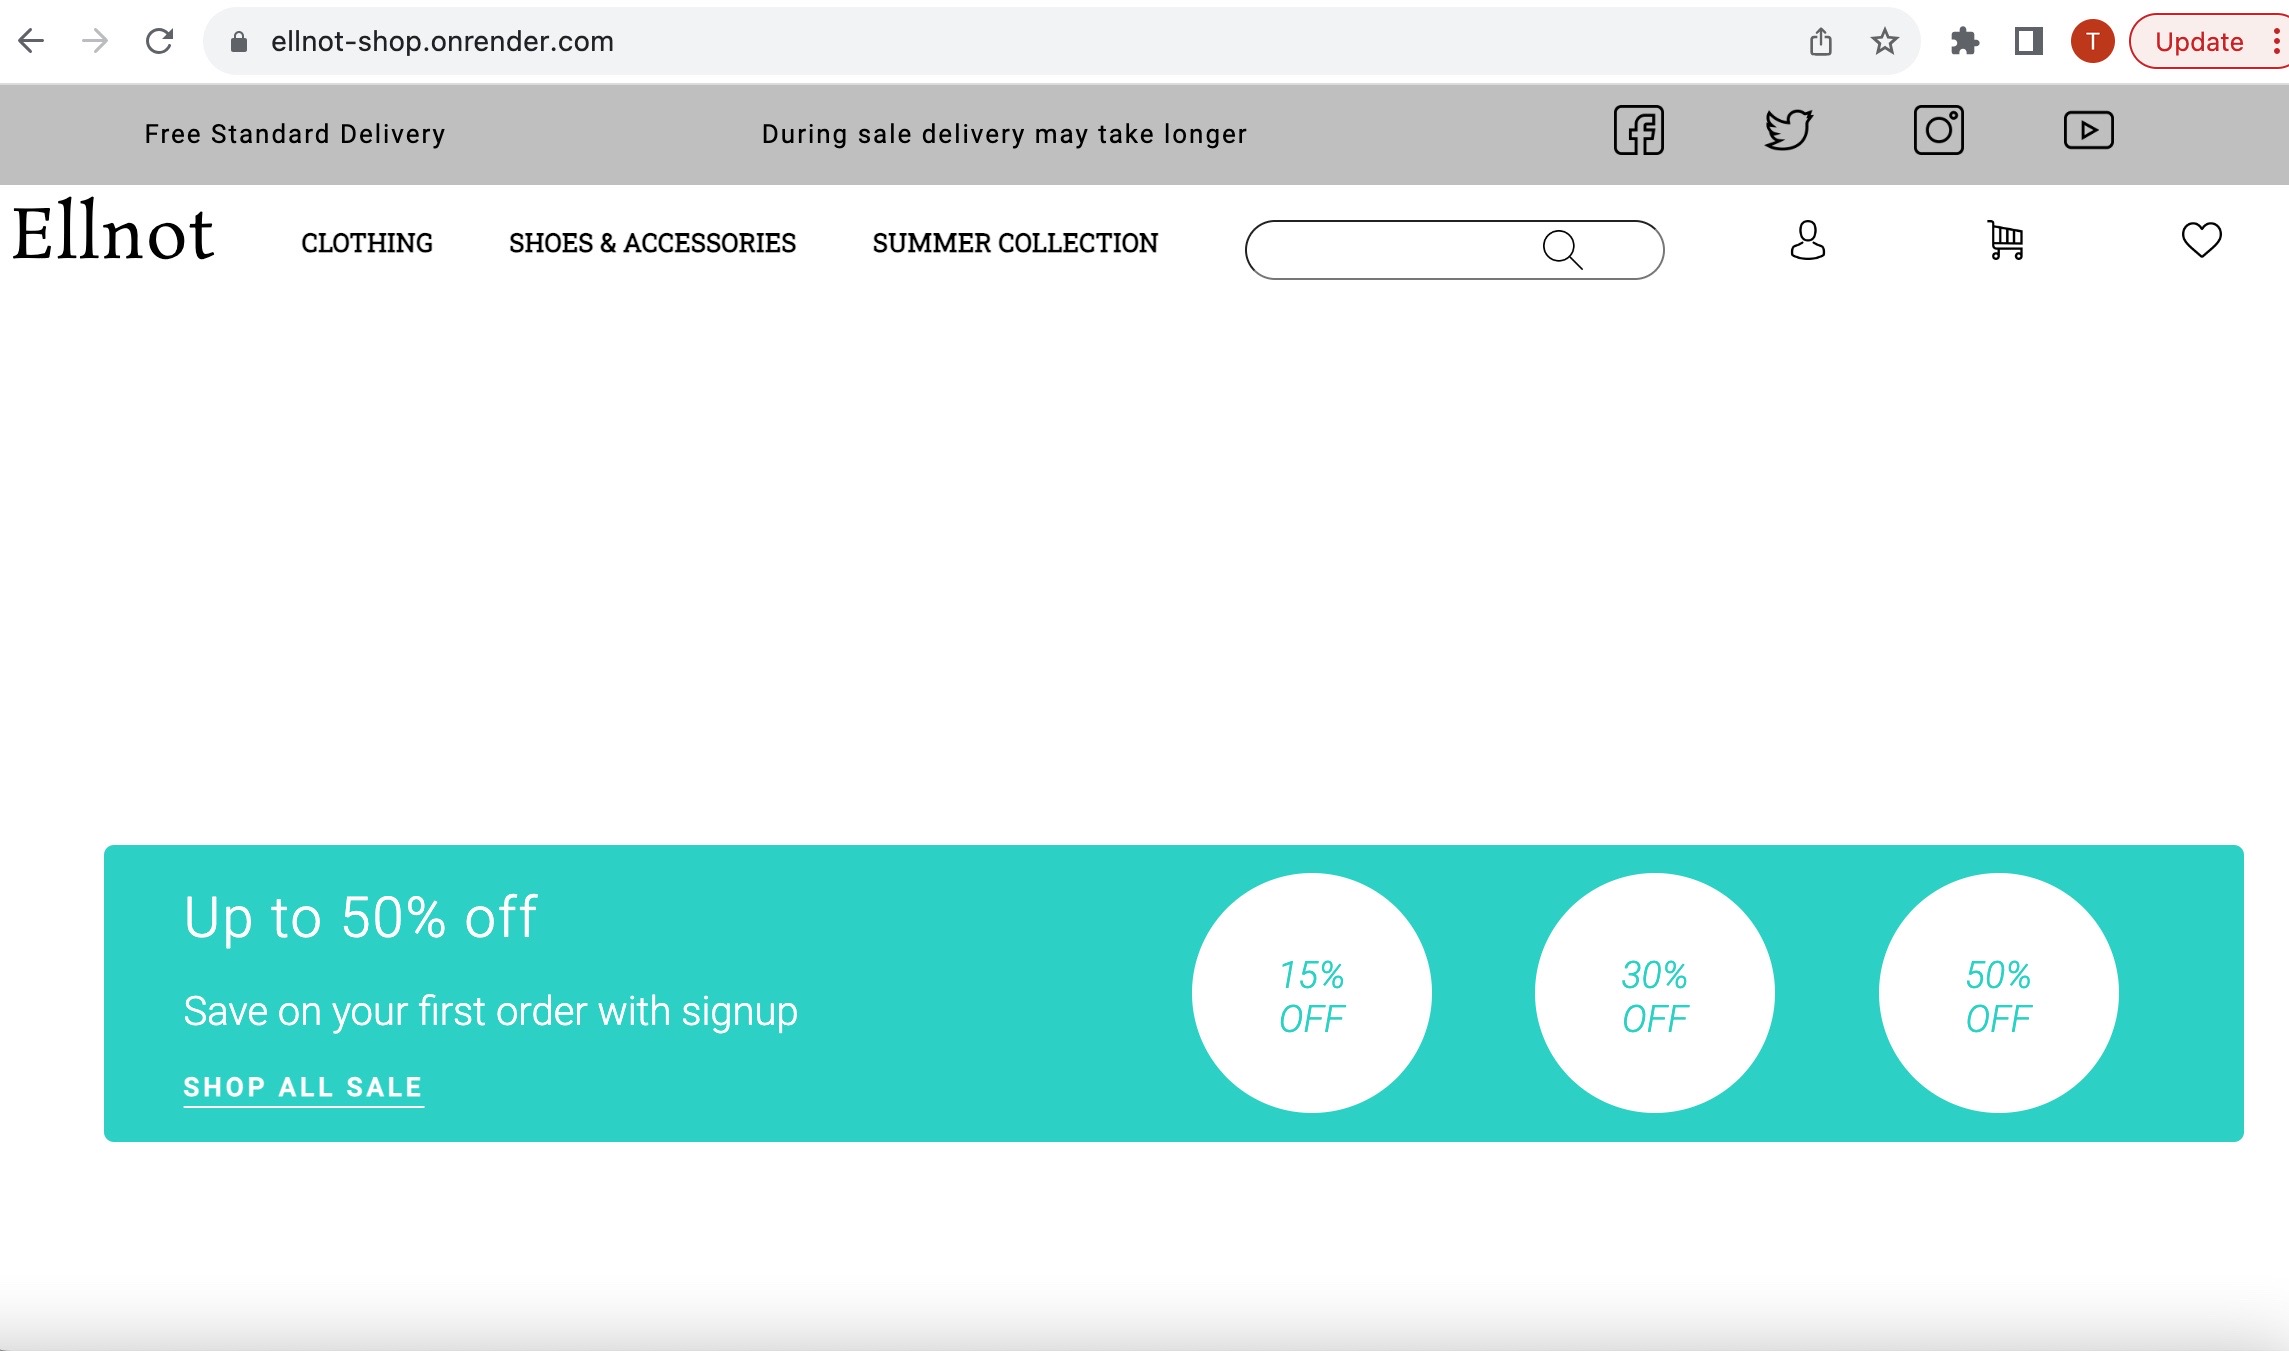 ellnot-shop.onrender.com
T
Update
Free Standard Delivery
During sale delivery may take longer
Ellnot
CLOTHING
SHOES & ACCESSORIES
SUMMER COLLECTION
Up to 50% off
Save on your first order with signup
SHOP ALL SALE
15%
OFF
30%
OFF
50%
OFF